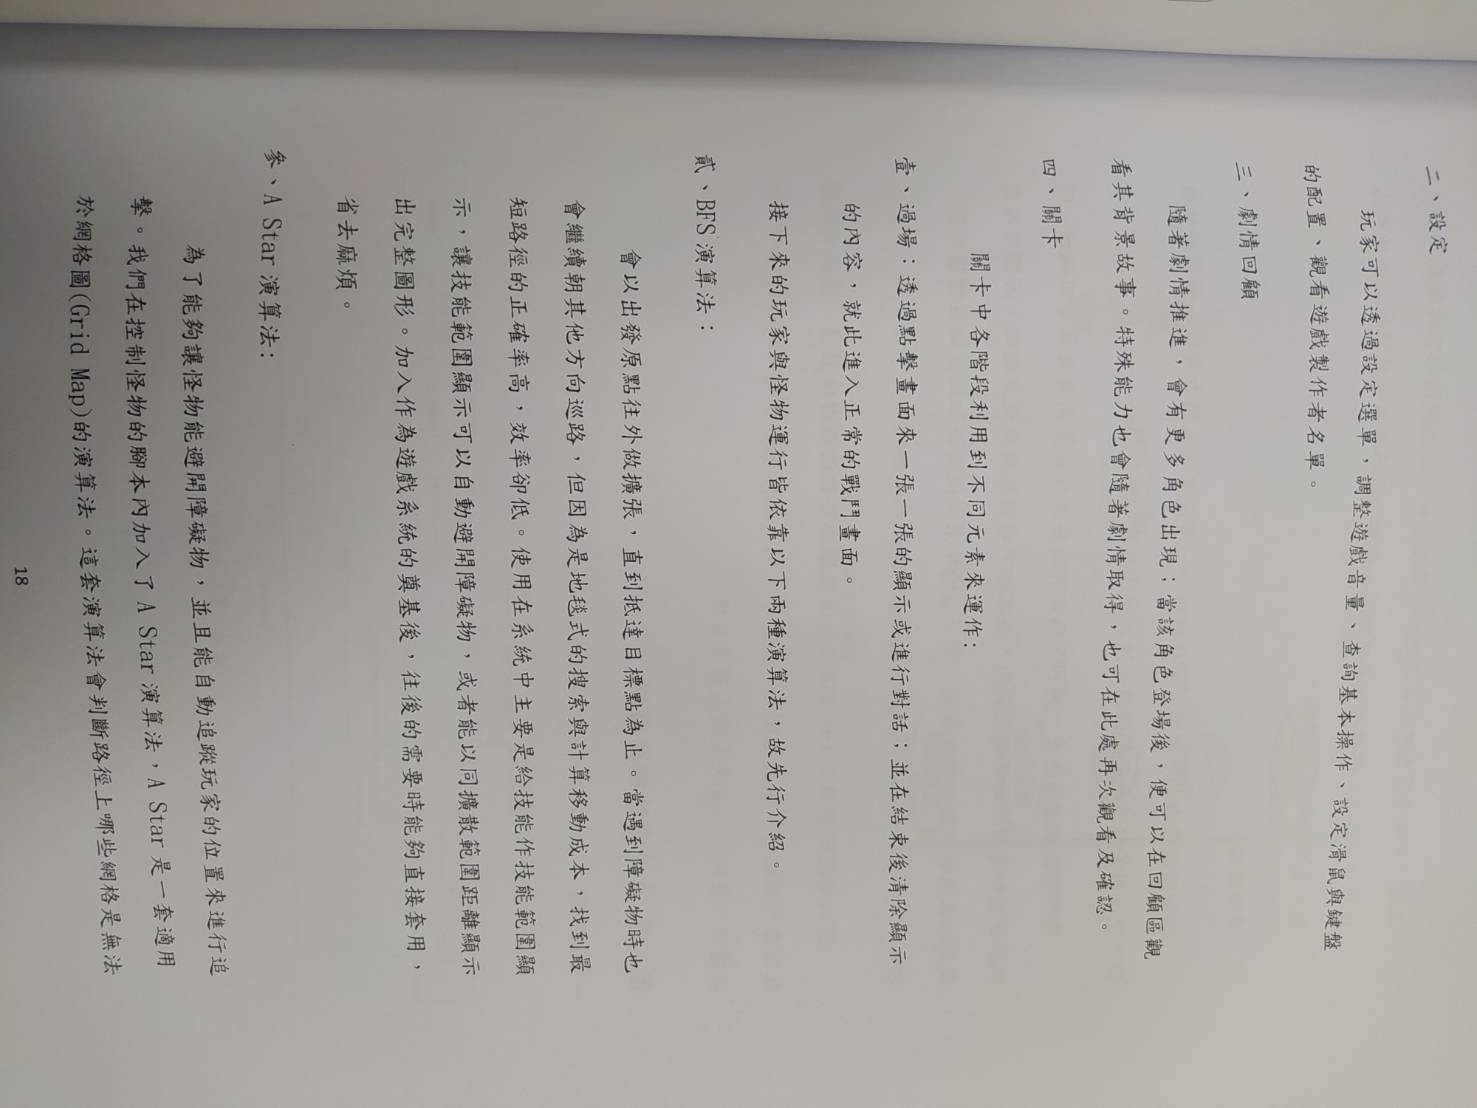 二、設定
玩家可以透過設定選單，調整遊戲音量、查詢基本操作、設定滑鼠與鍵盤
的配置、觀看遊戲製作者名單。
三、劇情回顧
隨著劇情推進，會有更多角色出現；當該角色登場後，便可以在回顧區觀
看其背景故事。特殊能力也會隨著劇情取得，也可在此處再次觀看及確認。
四、關卡
關卡中各階段利用到不同元素來運作:
壹、過場：透過點擊畫面來一張一張的顯示或進行對話；並在結束後清除顯示
的內容，就此進入正常的戰鬥畫面。
接下來的玩家與怪物運行皆依靠以下兩種演算法，故先行介紹。
貳、BFS 演算法：
會以出發原點往外做擴張，直到抵達目標點為止。當遇到障礙物時也
會繼續朝其他方向巡路，但因為是地毯式的搜索與計算移動成本，找到最
短路徑的正確率高，效率卻低。使用在系統中主要是給技能作技能範圍顯
示，讓技能範圍顯示可以自動避開障礙物，或者能以同擴散範圍距離顯示
出完整圖形。加入作為遊戲系統的奠基後，往後的需要時能夠直接套用，
省去麻煩。
參、A Star 演算法:
為了能夠讓怪物能避開障礙物，並且能自動追蹤玩家的位置來進行追
擊。我們在控制怪物的腳本內加入了 A Star 演算法，A Star 是一套適用
於網格圖(Grid Map)的演算法。這套演算法會判斷路徑上哪些網格是無法
18